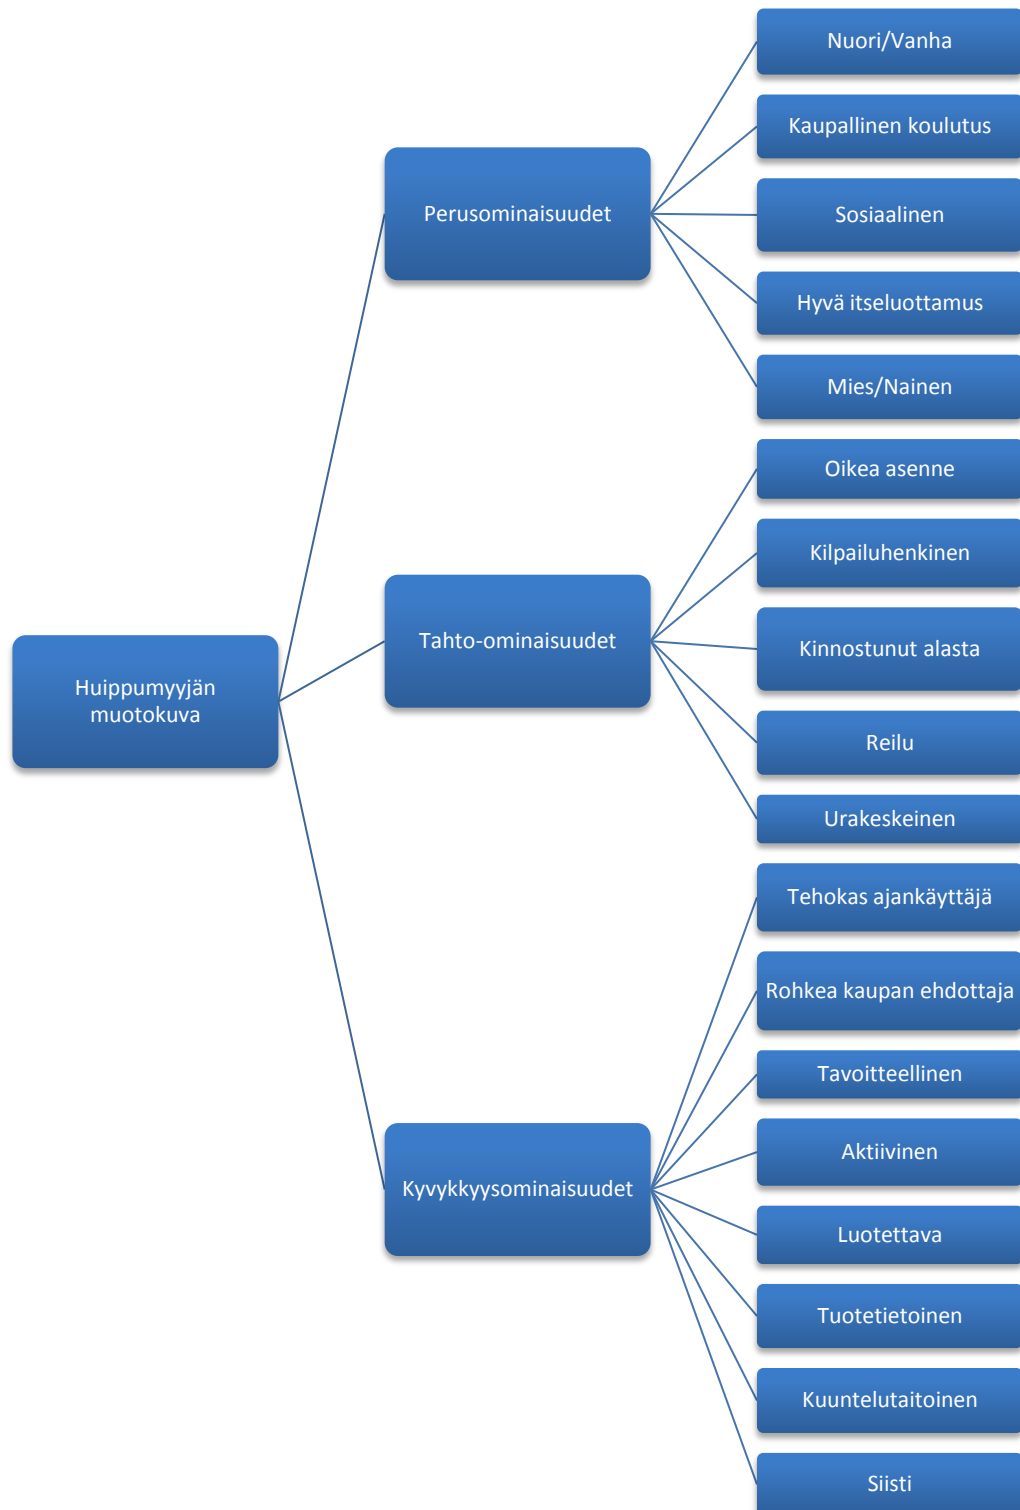 Huippumyyjän
muotokuva
Perusominaisuudet
Nuori/Vanha
Kaupallinen koulutus
Sosiaalinen
Hyvä itseluottamus
Mies/Nainen
Tahto-ominaisuudet
Oikea asenne
Kilpailuhenkinen
Kinnostunut alasta
Reilu
Urakeskeinen
Kyvykkyysominaisuudet
Tehokas ajankäyttäjä
Rohkea kaupan ehdottaja
Tavoitteellinen
Aktiivinen
Luotettava
Tuotetietoinen
Kuuntelutaitoinen
Siisti